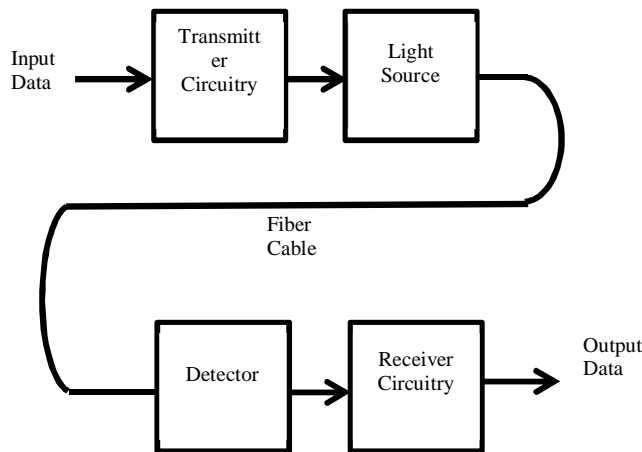 Input
Data
Transmitt
er
Circuitry
Light
Source
Fiber
Cable
Detector
Receiver
Circuitry
Output
Data